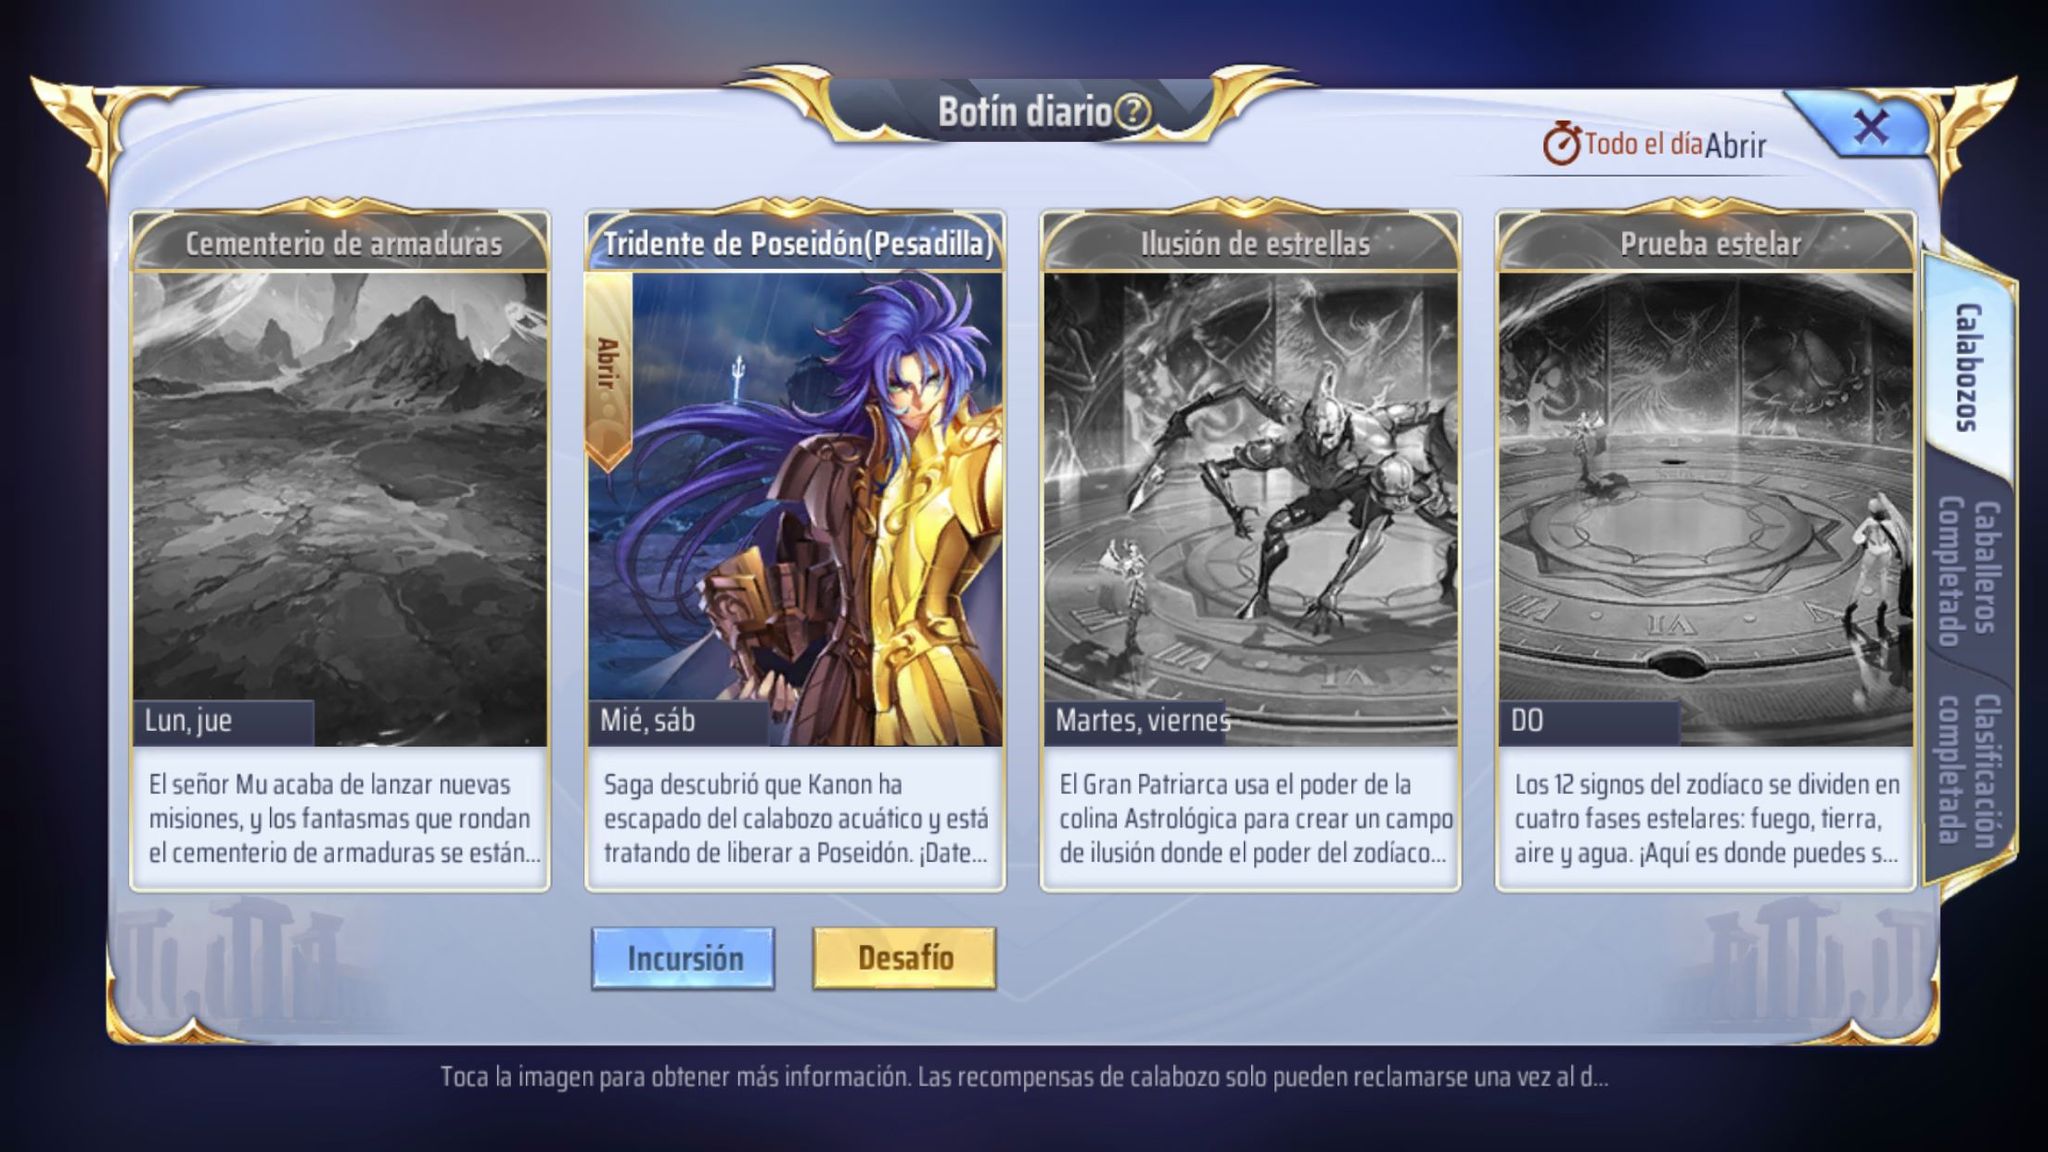 Botín diario?
Todo el día Abrir
Cementerio de armaduras
Lun, jue
El señor Mu acaba de lanzar nuevas
misiones, y los fantasmas que rondan
el cementerio de armaduras se están...
Tridente de Poseidón(Pesadilla)
Abrir
Mié, sáb
Saga descubrió que Kanon ha
escapado del calabozo acuático y está
tratando de liberar a Poseidón. ¡Date...
Incursión
Desafío
Ilusión de estrellas
Martes, viernes
El Gran Patriarca usa el poder de la
colina Astrológica para crear un campo
de ilusión donde el poder del zodíaco...
Prueba estelar
DO
Los 12 signos del zodíaco se dividen en
cuatro fases estelares: fuego, tierra,
aire y agua. ¡Aquí es donde puedes s...
Calabozos
Caballeros
Completado
Clasificación
completada
Toca la imagen para obtener más información. Las recompensas de calabozo solo pueden reclamarse una vez al d...